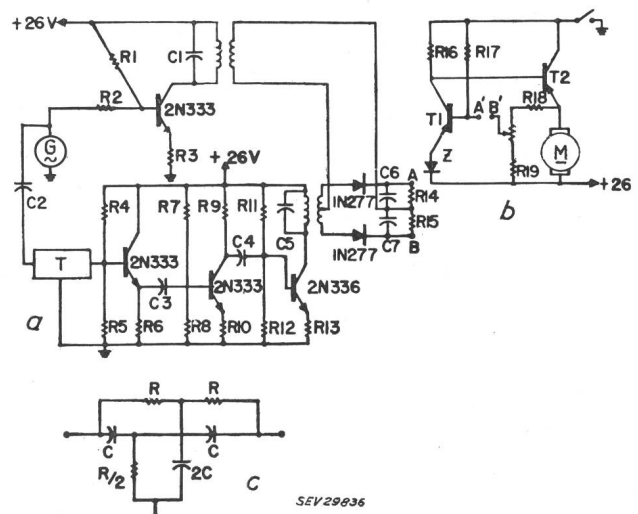 +26V
R1
C1
R16
R17
T2
R2
2N333
T1
A'
B'
R18
G
R3
+26V
Z
R19
M
C2
R4
R7
R9
R11
C5
IN277
C6
A
R14
+26
b
C4
R15
T
2N333
C3
2N333
2N336
IN277
C7
B
a
R5
R6
R8
R10
R12
R13
R
R
C
C
R/2
2C
C
SEV29836